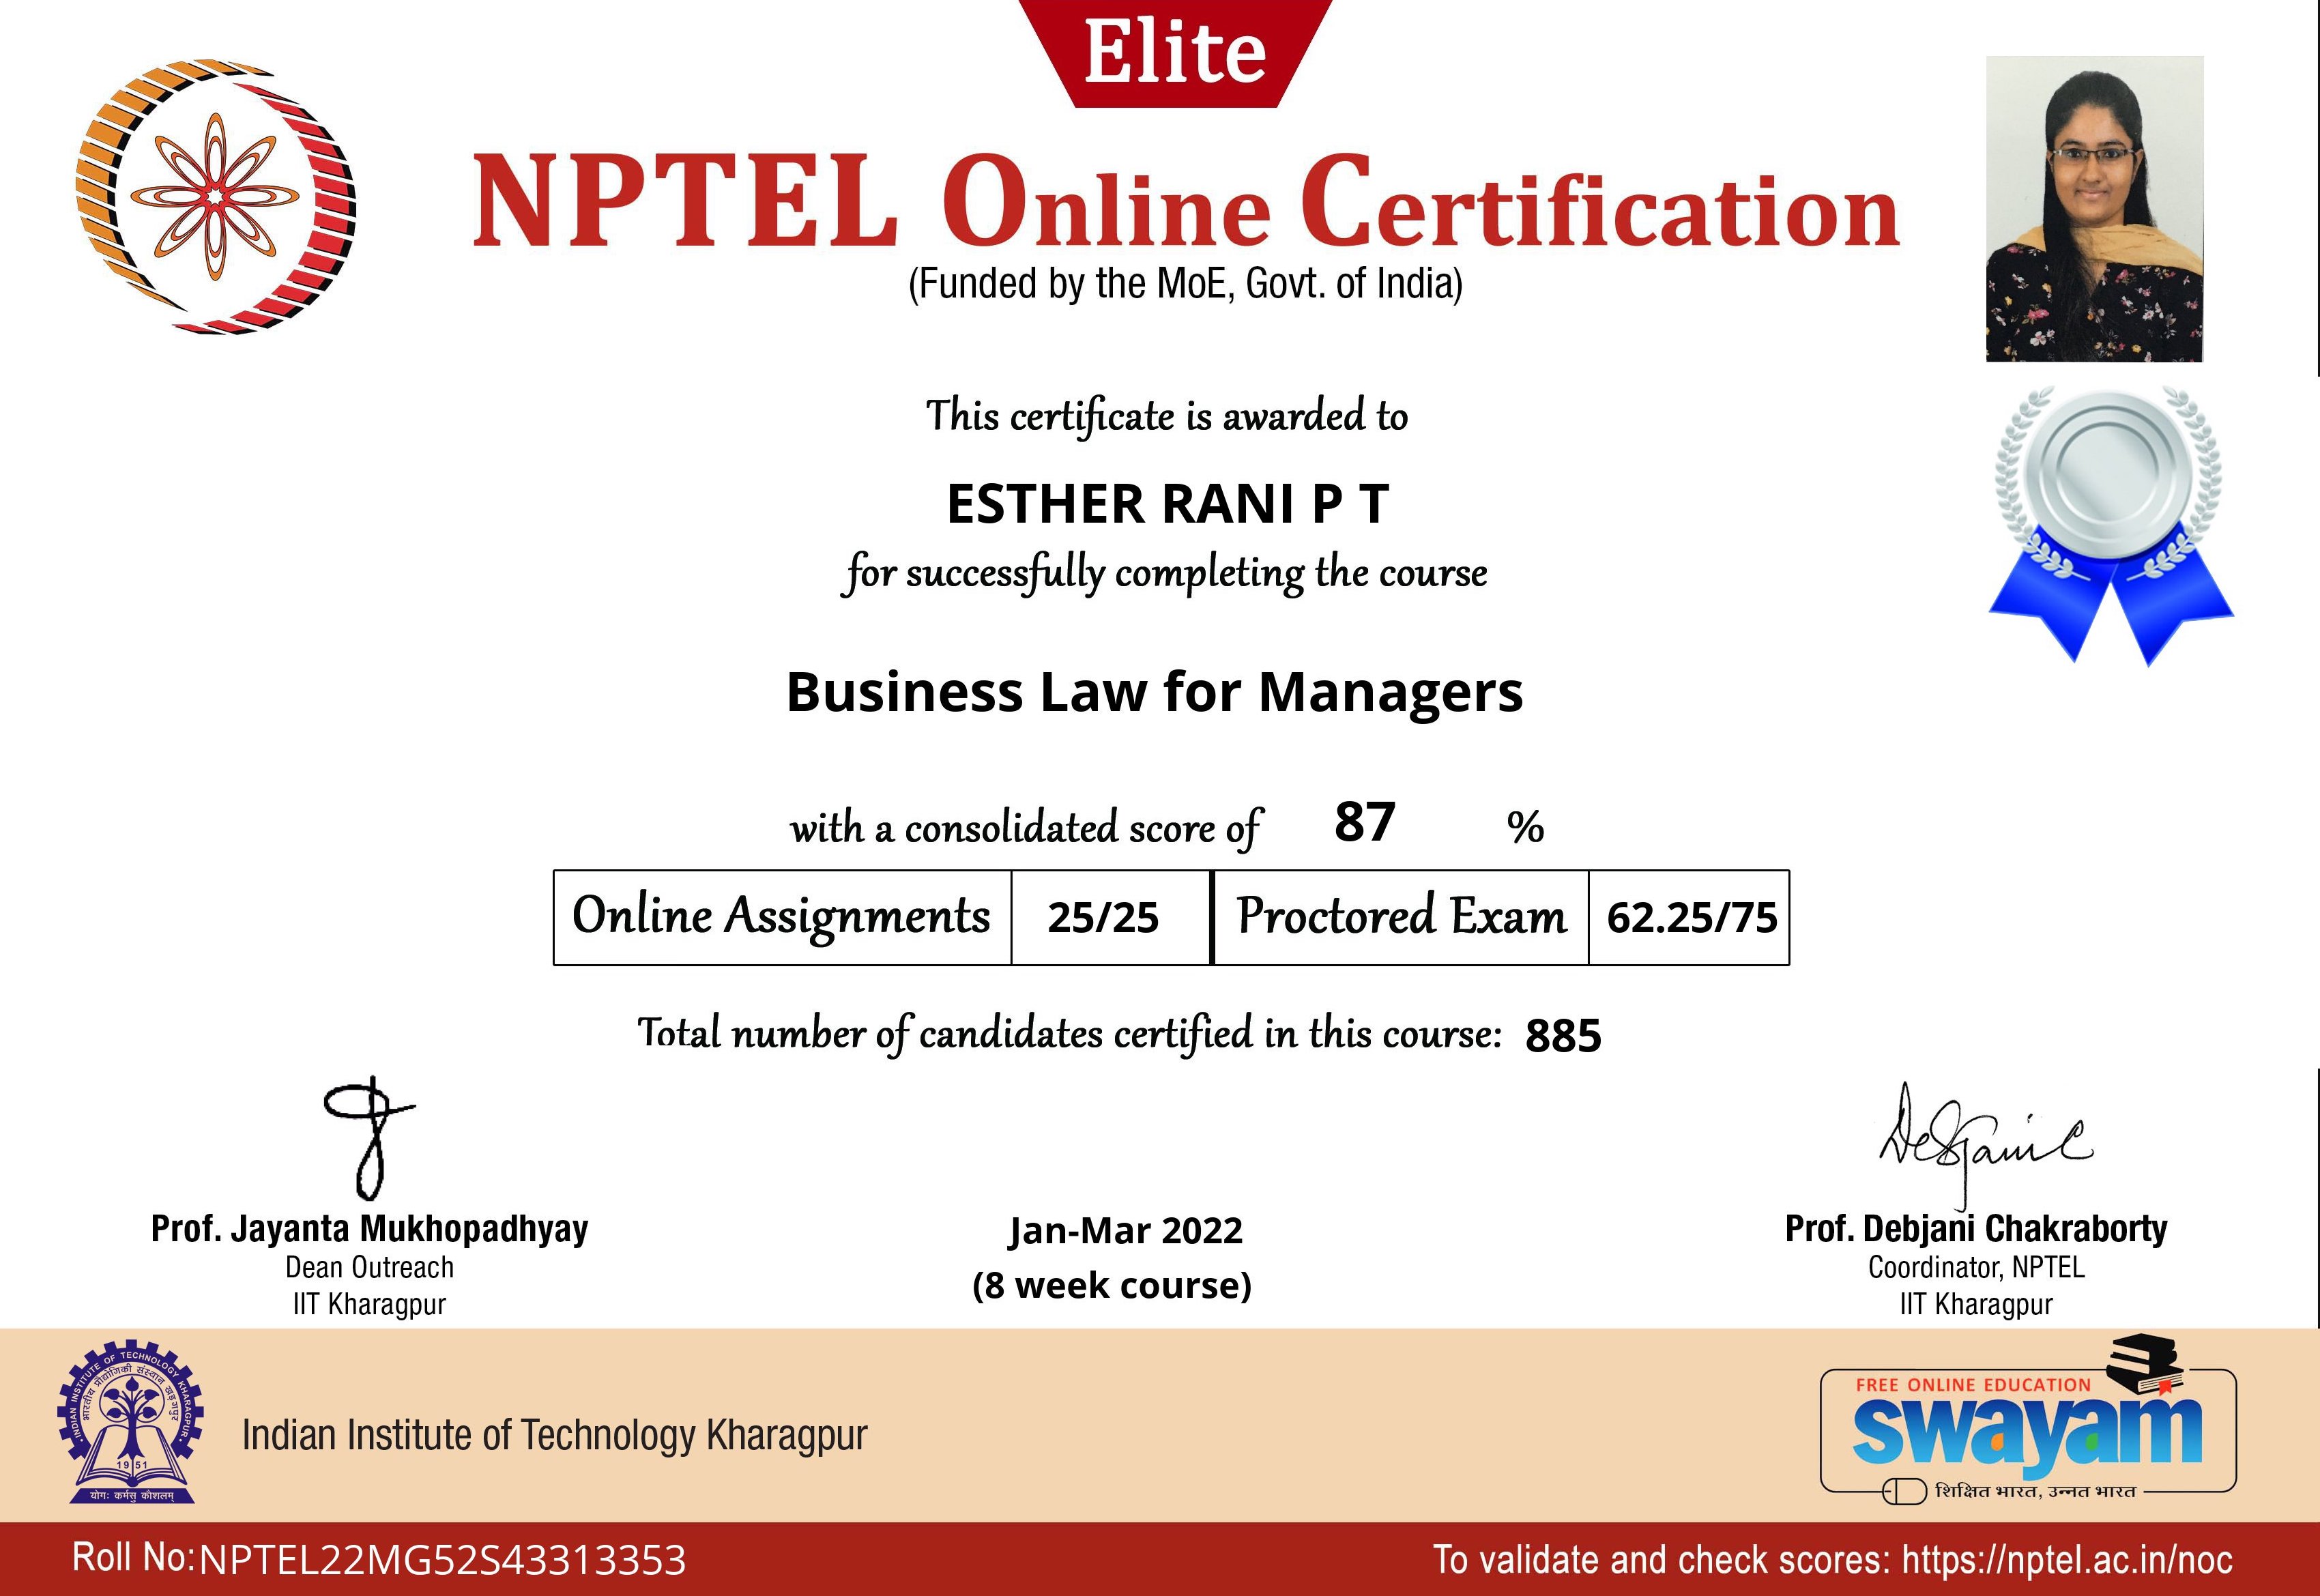 Elite
NPTEL Online Certification
(Funded by the MoE, Govt. of India)
This certificate is awarded to
ESTHER RANI P T
for successfully completing the course
Business Law for Managers
with a consolidated score of 87 %
Online Assignments 25/25 Proctored Exam 62.25/75
Total number of candidates certified in this course: 885
Prof. Jayanta Mukhopadhyay
Dean Outreach
IIT Kharagpur
Jan-Mar 2022
(8 week course)
Debjani C
Prof. Debjani Chakraborty
Coordinator, NPTEL
IIT Kharagpur
INDIAN INSTITUTE OF TECHNOLOGY KHARAGPUR
भारतीय प्रौद्योगिकी संस्थान खड़गपुर
1951
योगः कर्मसु कौशलम्
Indian Institute of Technology Kharagpur
FREE ONLINE EDUCATION
swayam
शिक्षित भारत, उन्नत भारत
Roll No:NPTEL22MG52S43313353
To validate and check scores: https://nptel.ac.in/noc